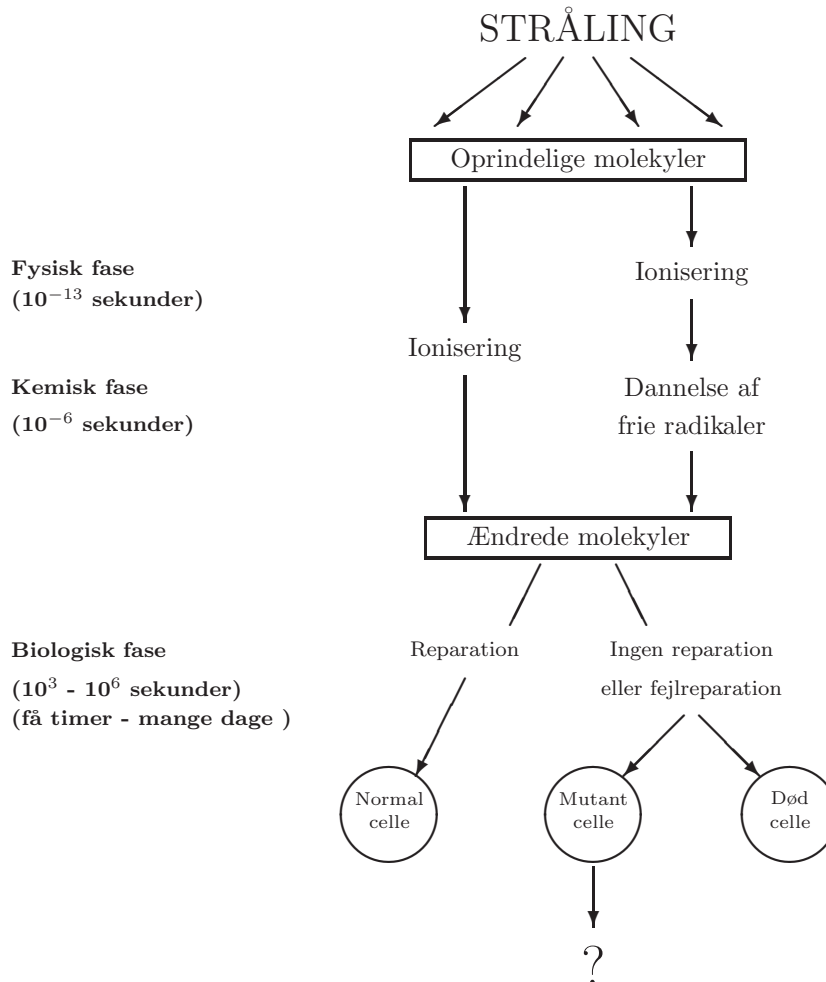 STRÅLING
Oprindelige molekyler
Fysisk fase
(10⁻¹³ sekunder)
Ionisering
Ionisering
Kemisk fase
(10⁻⁶ sekunder)
Dannelse af
frie radikaler
Ændrede molekyler
Biologisk fase
(10³ - 10⁶ sekunder)
(få timer - mange dage )
Reparation
Ingen reparation
eller fejlreparation
Normal
celle
Mutant
celle
Død
celle
?